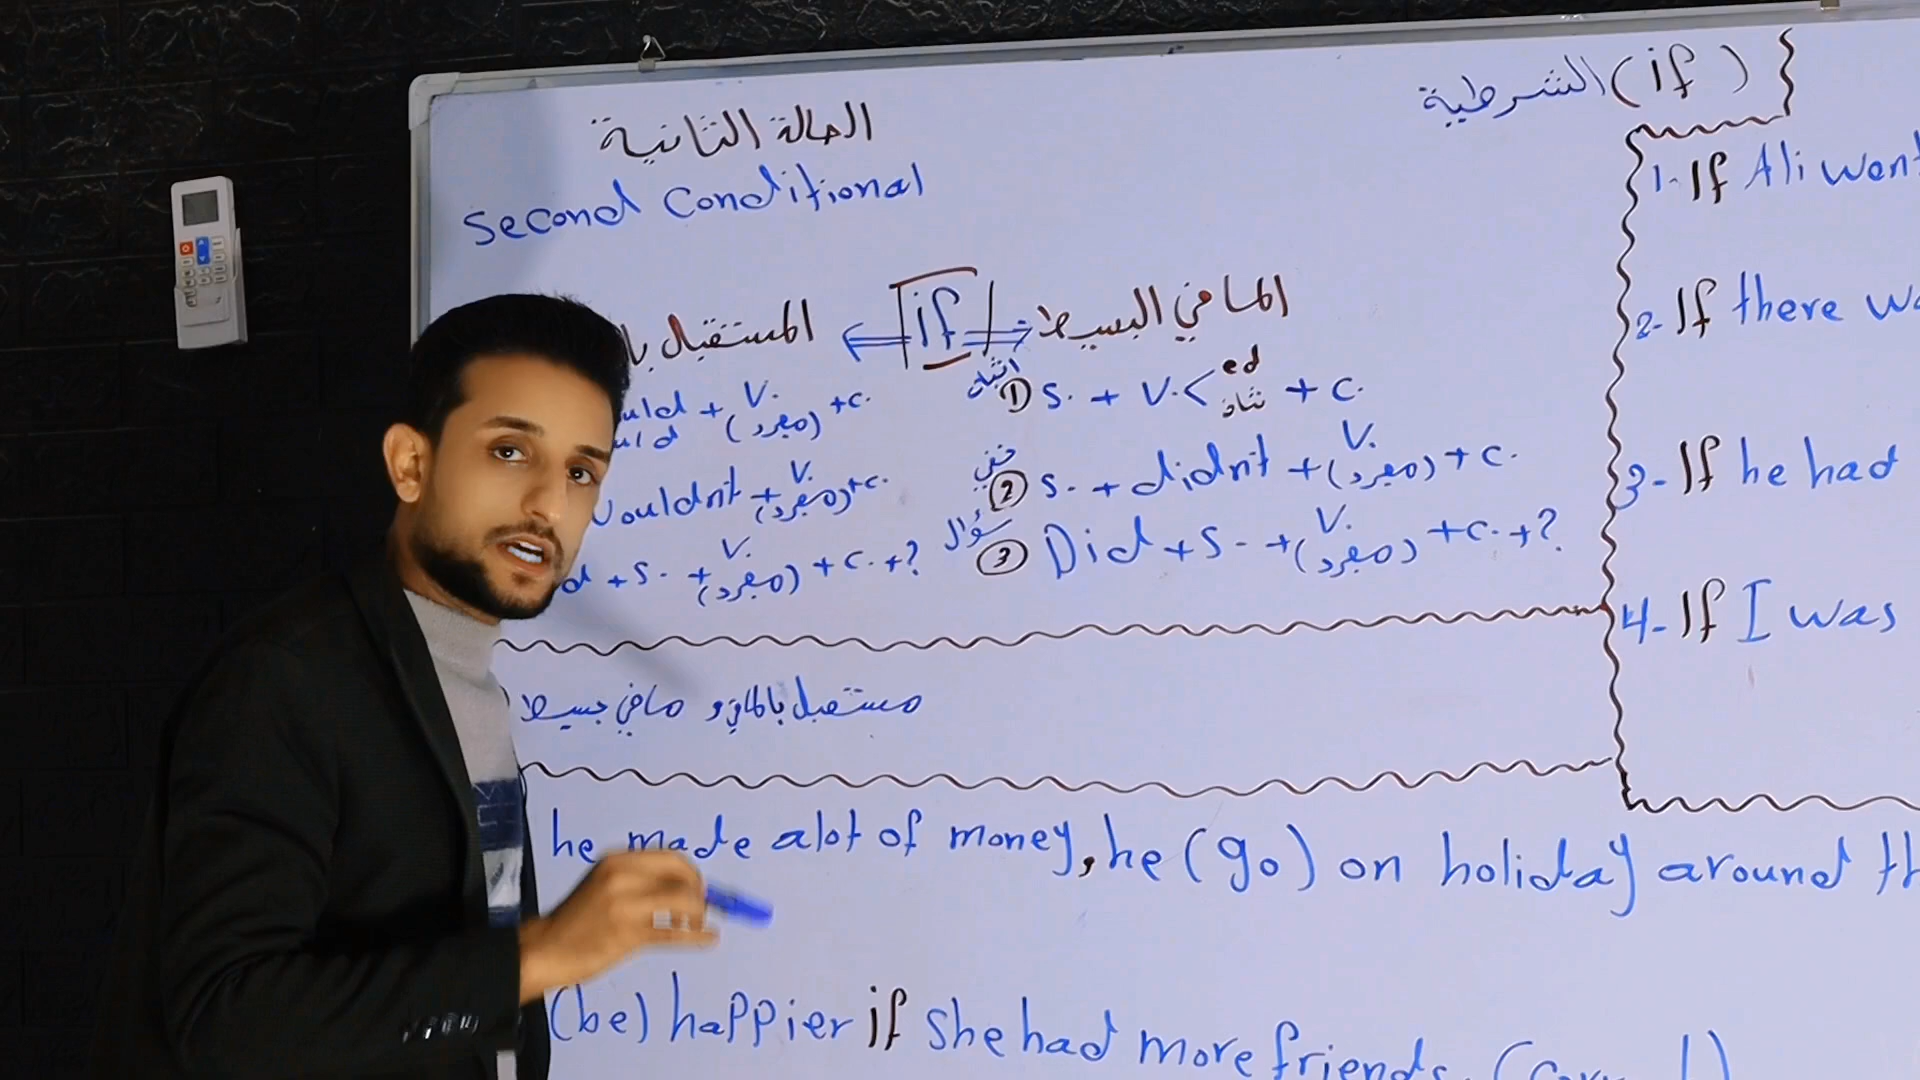 (if) الشرطية
الحالة الثانية
Second Conditional
الماضي البسيط if المستقبل
اثبات ① S. + V. < ed شاذ + C.
نفي ② S. + didn't + V. (مجرد) + C.
سؤال ③ Did + S. + V. (مجرد) + C. + ?
+ V. (مجرد) + C.
+ V. (مجرد) + C.
+ S. + V. (مجرد) + C. + ?
مستقبل بالماضي و ماضي بسيط
he made alot of money, he (go) on holiday around
(be) happier if she had more friends.
1- If Ali went
2- If there
3- If he had
4- If I was